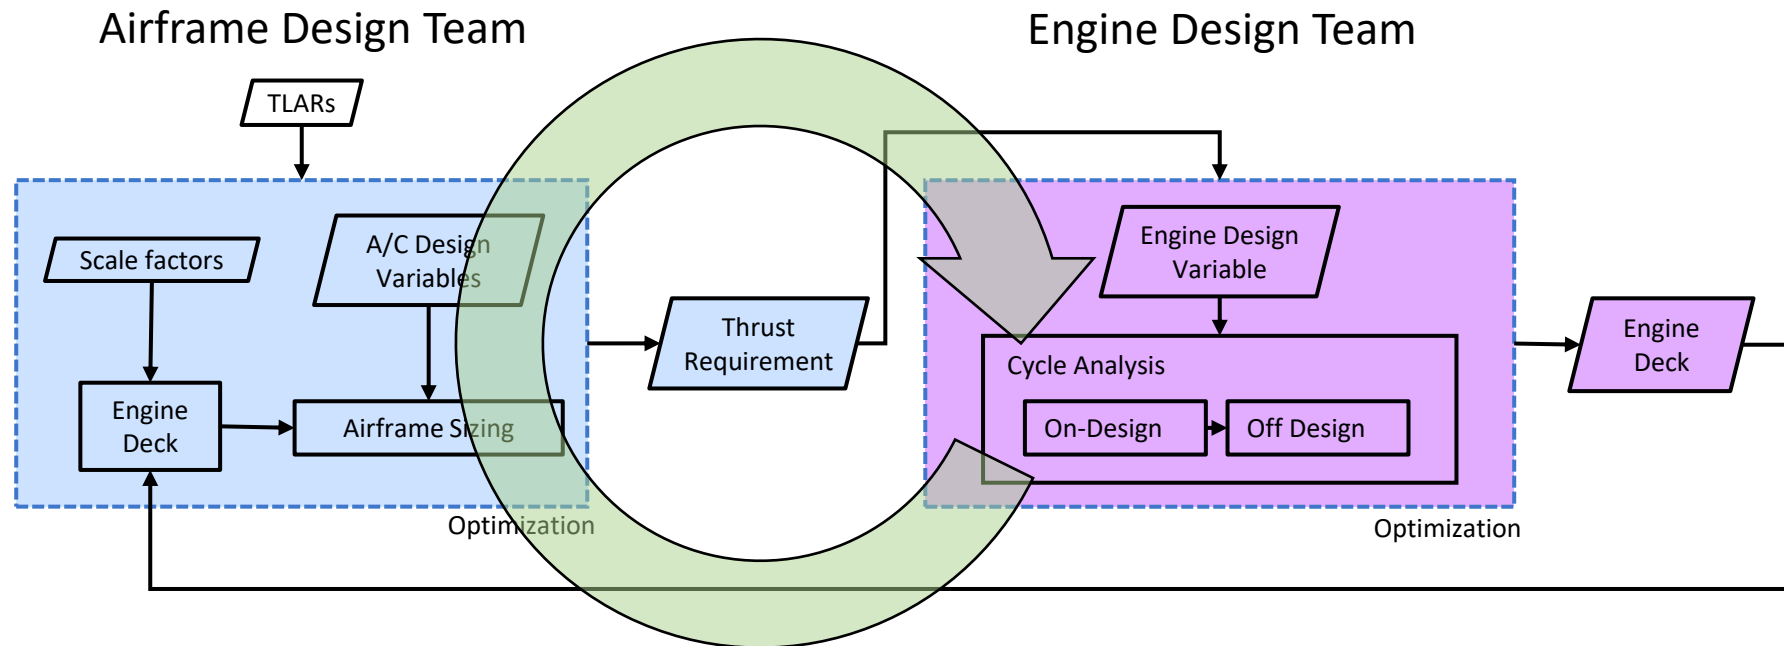 Airframe Design Team
Engine Design Team
TLARs
Scale factors
A/C Design
Variables
Engine
Deck
Airframe Sizing
Optimization
Thrust
Requirement
Engine Design
Variable
Cycle Analysis
On-Design
Off Design
Optimization
Engine
Deck